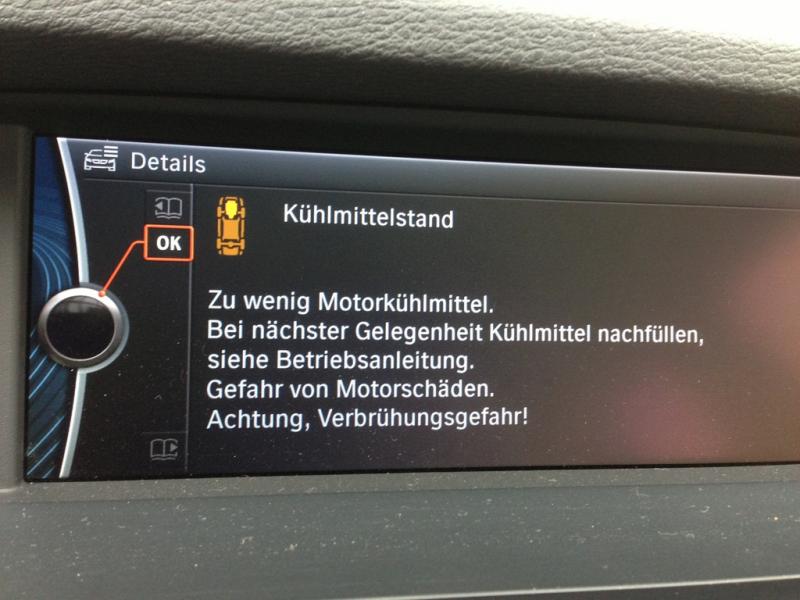 Details
OK
Kühlmittelstand
Zu wenig Motorkühlmittel.
Bei nächster Gelegenheit Kühlmittel nachfüllen,
siehe Betriebsanleitung.
Gefahr von Motorschäden.
Achtung, Verbrühungsgefahr!